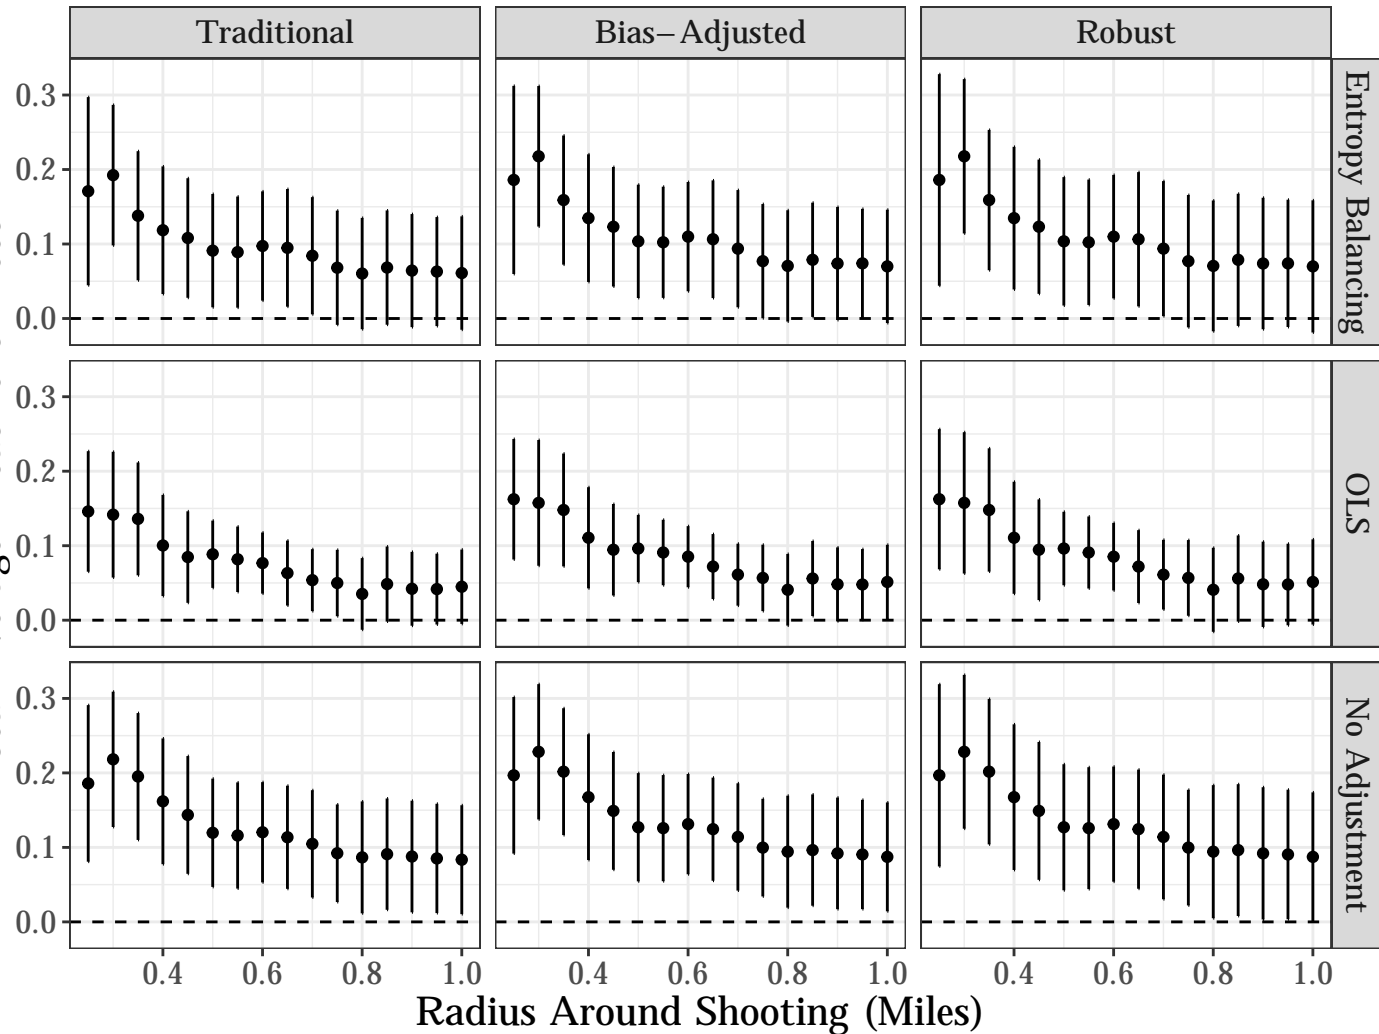 Traditional Bias–Adjusted Robust
0.3
0.2
0.1
0.0
Entropy Balancing
0.3
0.2
0.1
0.0
OLS
0.3
0.2
0.1
0.0
No Adjustment
0.4 0.6 0.8 1.0 0.4 0.6 0.8 1.0 0.4 0.6 0.8 1.0
Radius Around Shooting (Miles)